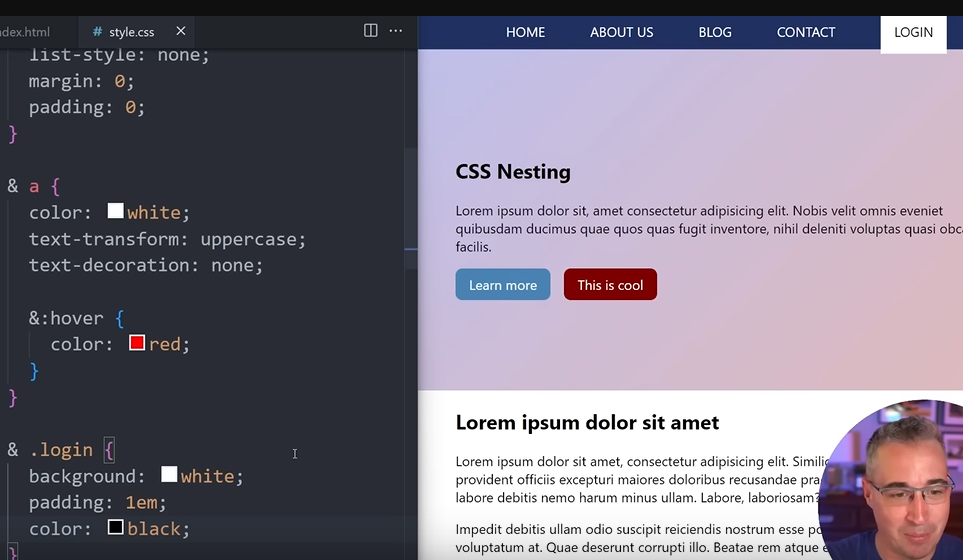 dex.html
# style.css
list-style: none;
margin: 0;
padding: 0;
}
& a {
color: white;
text-transform: uppercase;
text-decoration: none;
&:hover {
color: red;
}
}
& .login {
background: white;
padding: 1em;
color: black;
}
HOME ABOUT US BLOG CONTACT LOGIN
CSS Nesting
Lorem ipsum dolor sit, amet consectetur adipisicing elit. Nobis velit omnis eveniet
quibusdam ducimus quae quos quas fugit inventore, nihil deleniti voluptas quasi obca
facilis.
Learn more This is cool
Lorem ipsum dolor sit amet
Lorem ipsum dolor sit amet, consectetur adipisicing elit. Simili
provident officiis excepturi maiores doloribus recusandae pra
labore debitis nemo harum minus ullam. Labore, laboriosam?
Impedit debitis ullam odio suscipit reiciendis nostrum esse po
voluptatum at. Quae deserunt corrupti illo. Beatae rem atque e